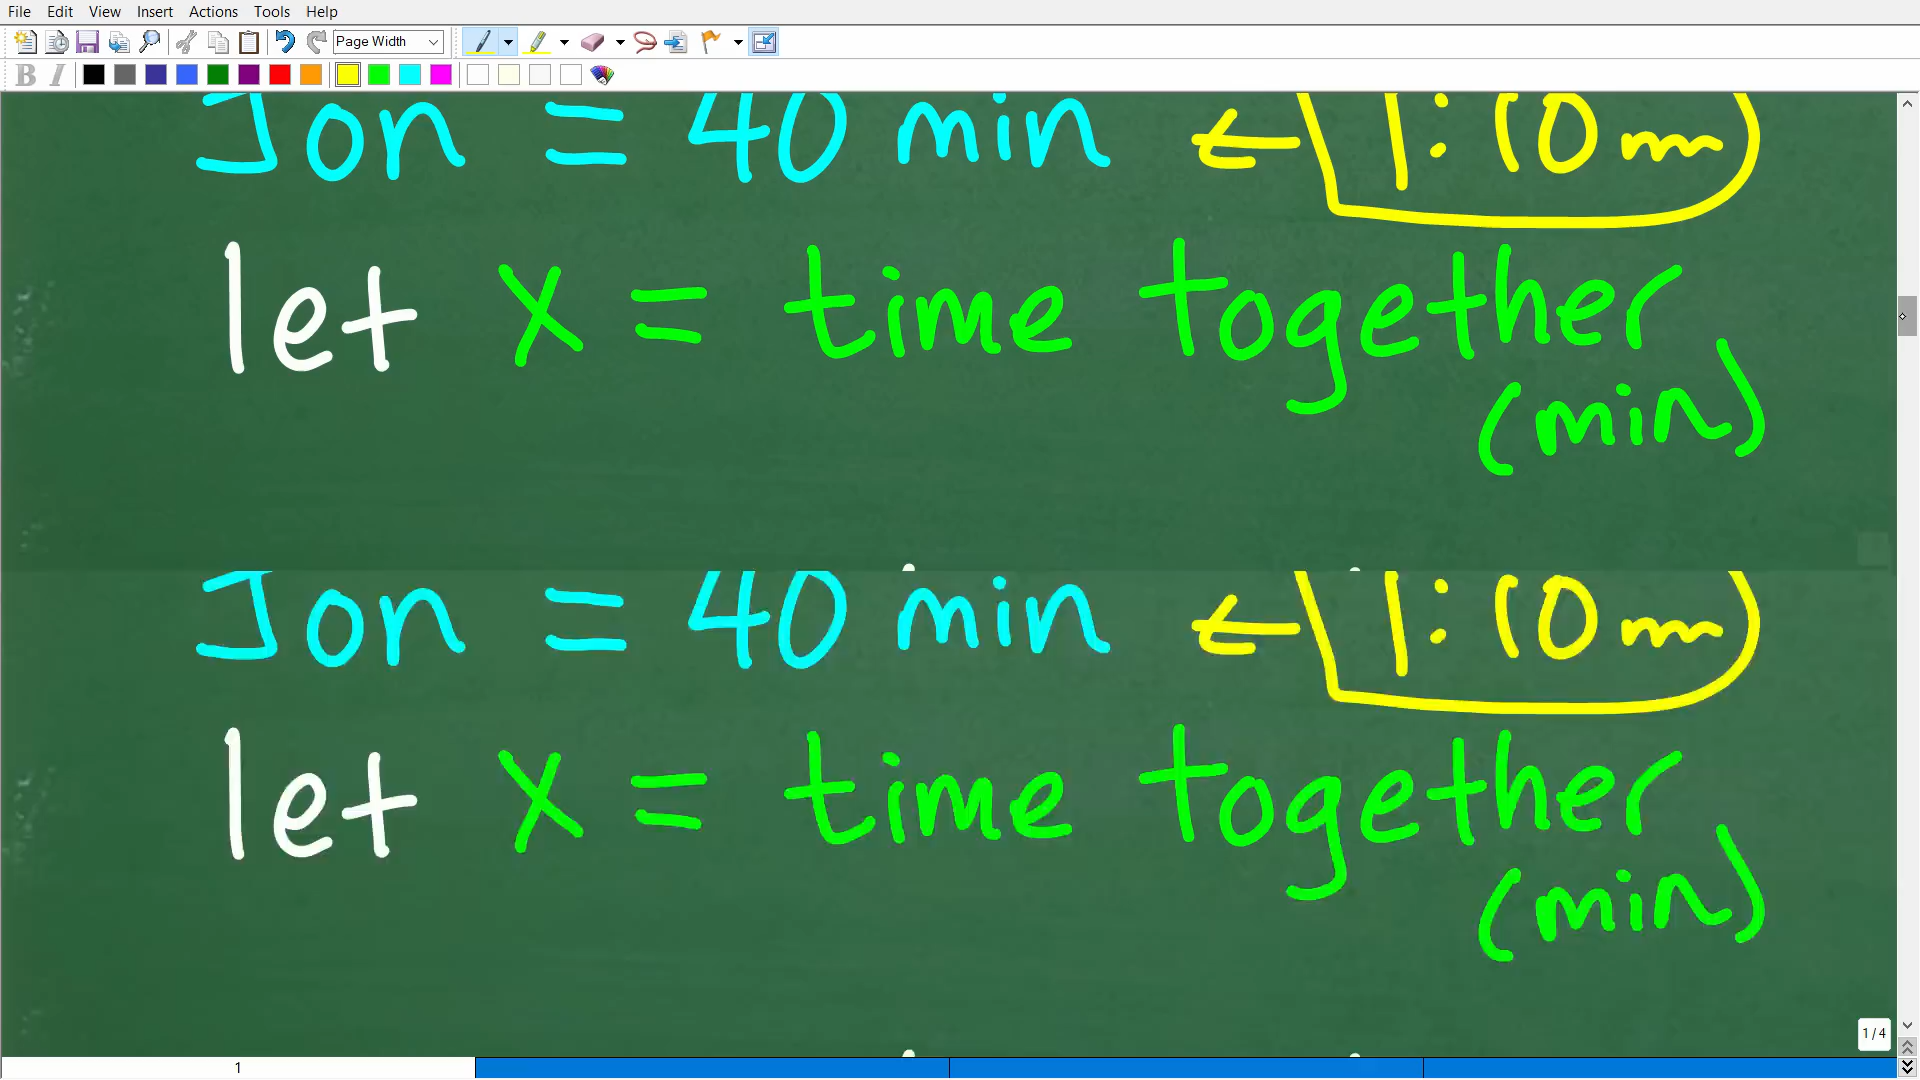 File Edit View Insert Actions Tools Help
Page Width
B I
Jon = 40 min ← 1:10 m
let x = time together
(min)
Jon = 40 min ← 1:10 m
let x = time together
(min)
1 / 4
1